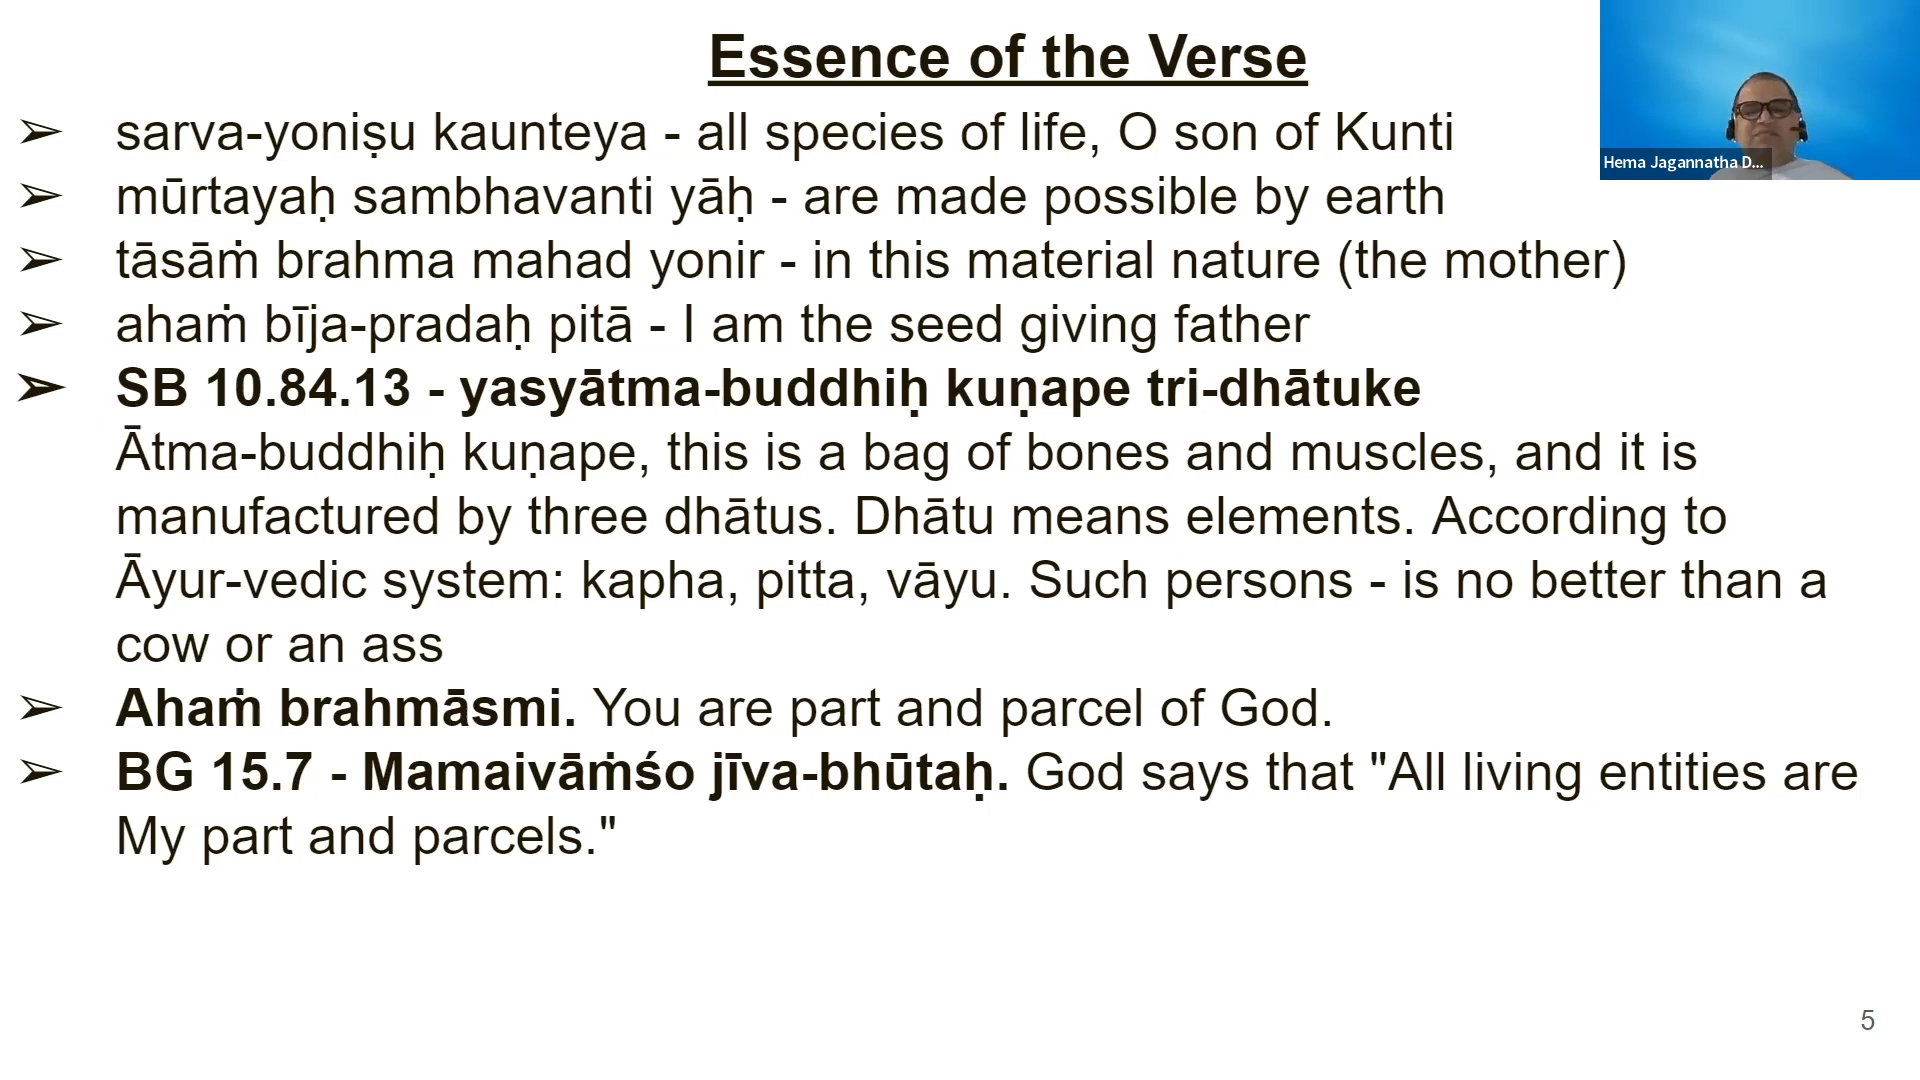 Essence of the Verse
Hema Jagannatha D...
➢ sarva-yoniṣu kaunteya - all species of life, O son of Kunti
➢ mūrtayaḥ sambhavanti yāḥ - are made possible by earth
➢ tāsāṁ brahma mahad yonir - in this material nature (the mother)
➢ ahaṁ bīja-pradaḥ pitā - I am the seed giving father
➢ SB 10.84.13 - yasyātma-buddhiḥ kuṇape tri-dhātuke
Ātma-buddhiḥ kuṇape, this is a bag of bones and muscles, and it is
manufactured by three dhātus. Dhātu means elements. According to
Āyur-vedic system: kapha, pitta, vāyu. Such persons - is no better than a
cow or an ass
➢ Ahaṁ brahmāsmi. You are part and parcel of God.
➢ BG 15.7 - Mamaivāṁśo jīva-bhūtaḥ. God says that "All living entities are
My part and parcels."
5